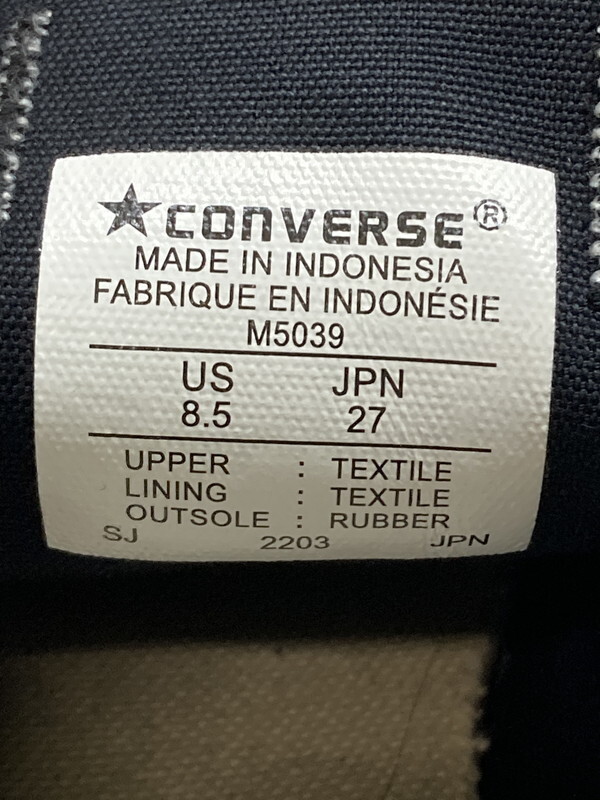 ★CONVERSE®
MADE IN INDONESIA
FABRIQUE EN INDONÉSIE
M5039
US JPN
8.5 27
UPPER : TEXTILE
LINING : TEXTILE
OUTSOLE : RUBBER
SJ 2203 JPN